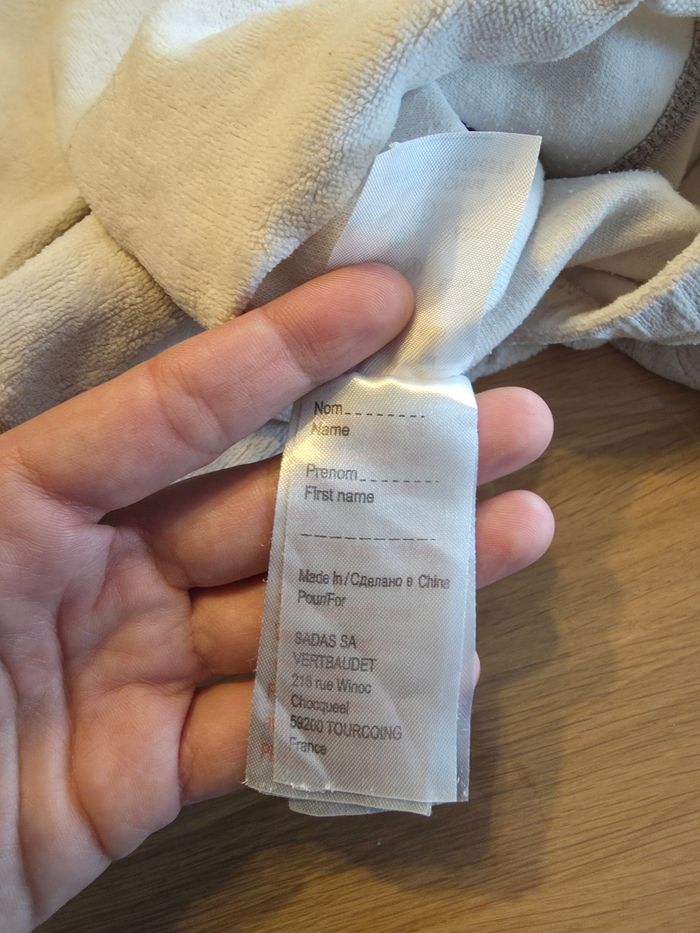 Nom
Name
Prenom
First name
Made in/Сделано в China
Pour/For
SADAS SA
VERTBAUDET
216 rue Winoc
Chocqueel
59200 TOURCOING
France